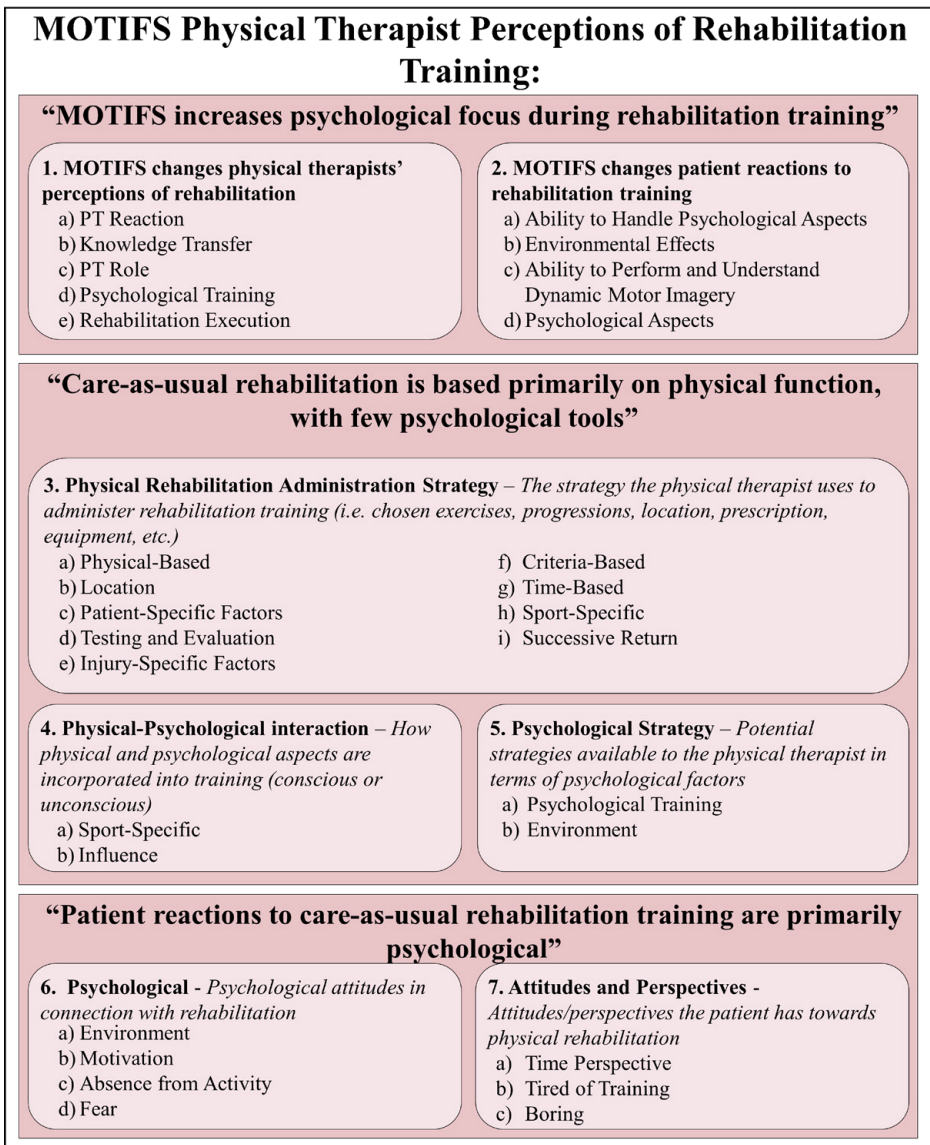 MOTIFS Physical Therapist Perceptions of Rehabilitation
Training:
“MOTIFS increases psychological focus during rehabilitation training”
1. MOTIFS changes physical therapists’
perceptions of rehabilitation
a) PT Reaction
b) Knowledge Transfer
c) PT Role
d) Psychological Training
e) Rehabilitation Execution
2. MOTIFS changes patient reactions to
rehabilitation training
a) Ability to Handle Psychological Aspects
b) Environmental Effects
c) Ability to Perform and Understand
Dynamic Motor Imagery
d) Psychological Aspects
“Care-as-usual rehabilitation is based primarily on physical function,
with few psychological tools”
3. Physical Rehabilitation Administration Strategy – The strategy the physical therapist uses to
administer rehabilitation training (i.e. chosen exercises, progressions, location, prescription,
equipment, etc.)
a) Physical-Based
b) Location
c) Patient-Specific Factors
d) Testing and Evaluation
e) Injury-Specific Factors
f) Criteria-Based
g) Time-Based
h) Sport-Specific
i) Successive Return
4. Physical-Psychological interaction – How
physical and psychological aspects are
incorporated into training (conscious or
unconscious)
a) Sport-Specific
b) Influence
5. Psychological Strategy – Potential
strategies available to the physical therapist in
terms of psychological factors
a) Psychological Training
b) Environment
“Patient reactions to care-as-usual rehabilitation training are primarily
psychological”
6. Psychological - Psychological attitudes in
connection with rehabilitation
a) Environment
b) Motivation
c) Absence from Activity
d) Fear
7. Attitudes and Perspectives -
Attitudes/perspectives the patient has towards
physical rehabilitation
a) Time Perspective
b) Tired of Training
c) Boring